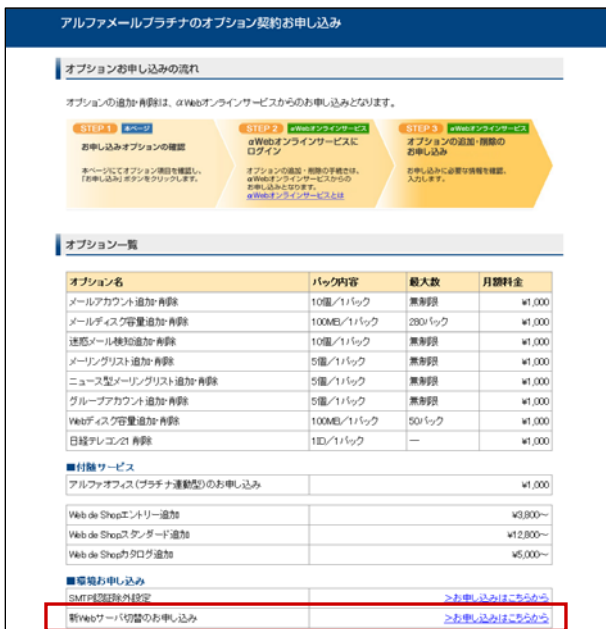 アルファメールプラチナのオプション契約お申し込み
オプションお申し込みの流れ
オプションの追加・削除は、αWebオンラインサービスからのお申し込みとなります。
STEP 1 本ページ
お申し込みオプションの確認
本ページにてオプション項目を確認し、
「お申し込み」ボタンをクリックします。
STEP 2 αWebオンラインサービス
αWebオンラインサービスに
ログイン
オプションの追加・削除の手続きは、
αWebオンラインサービスからの
お申し込みとなります。
αWebオンラインサービスとは
STEP 3 αWebオンラインサービス
オプションの追加・削除の
お申し込み
お申し込みに必要な情報を確認、
入力します。
オプション一覧
オプション名 パック内容 最大数 月額料金
メールアカウント追加・削除 10個／1パック 無制限 ¥1,000
メールディスク容量追加・削除 100MB／1パック 280パック ¥1,000
迷惑メール検知追加・削除 10個／1パック 無制限 ¥1,000
メーリングリスト追加・削除 5個／1パック 無制限 ¥1,000
ニュース型メーリングリスト追加・削除 5個／1パック 無制限 ¥1,000
グループアカウント追加・削除 5個／1パック 無制限 ¥1,000
Webディスク容量追加・削除 100MB／1パック 50パック ¥1,000
日経テレコン21 削除 1ID／1パック — ¥1,000
■付随サービス
アルファオフィス(プラチナ連動型)のお申し込み ¥1,000
Web de Shopエントリー追加 ¥3,800～
Web de Shopスタンダード追加 ¥12,800～
Web de Shopカタログ追加 ¥5,000～
■環境お申し込み
SMTP認証除外設定 >お申し込みはこちらから
新Webサーバ切替のお申し込み >お申し込みはこちらから